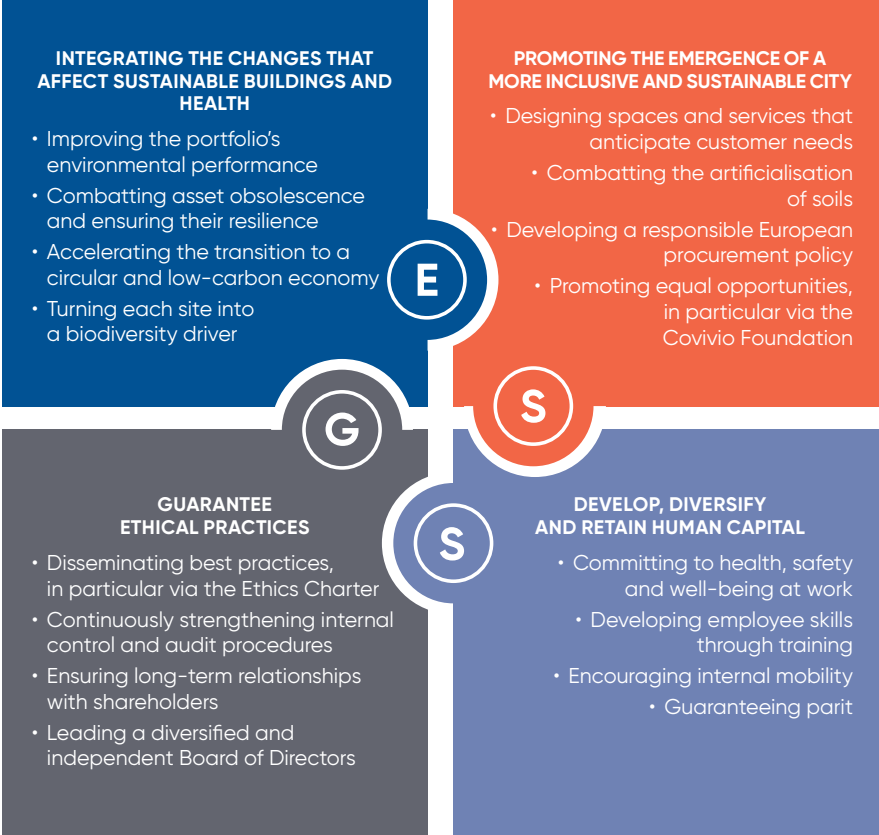 INTEGRATING THE CHANGES THAT
AFFECT SUSTAINABLE BUILDINGS AND
HEALTH
• Improving the portfolio's
environmental performance
• Combatting asset obsolescence
and ensuring their resilience
• Accelerating the transition to a
circular and low-carbon economy
• Turning each site into
a biodiversity driver
E
PROMOTING THE EMERGENCE OF A
MORE INCLUSIVE AND SUSTAINABLE CITY
• Designing spaces and services that
anticipate customer needs
• Combatting the artificialisation
of soils
• Developing a responsible European
procurement policy
• Promoting equal opportunities,
in particular via the
Covivio Foundation
S
G
GUARANTEE
ETHICAL PRACTICES
• Disseminating best practices,
in particular via the Ethics Charter
• Continuously strengthening internal
control and audit procedures
• Ensuring long-term relationships
with shareholders
• Leading a diversified and
independent Board of Directors
S
DEVELOP, DIVERSIFY
AND RETAIN HUMAN CAPITAL
• Committing to health, safety
and well-being at work
• Developing employee skills
through training
• Encouraging internal mobility
• Guaranteeing parit